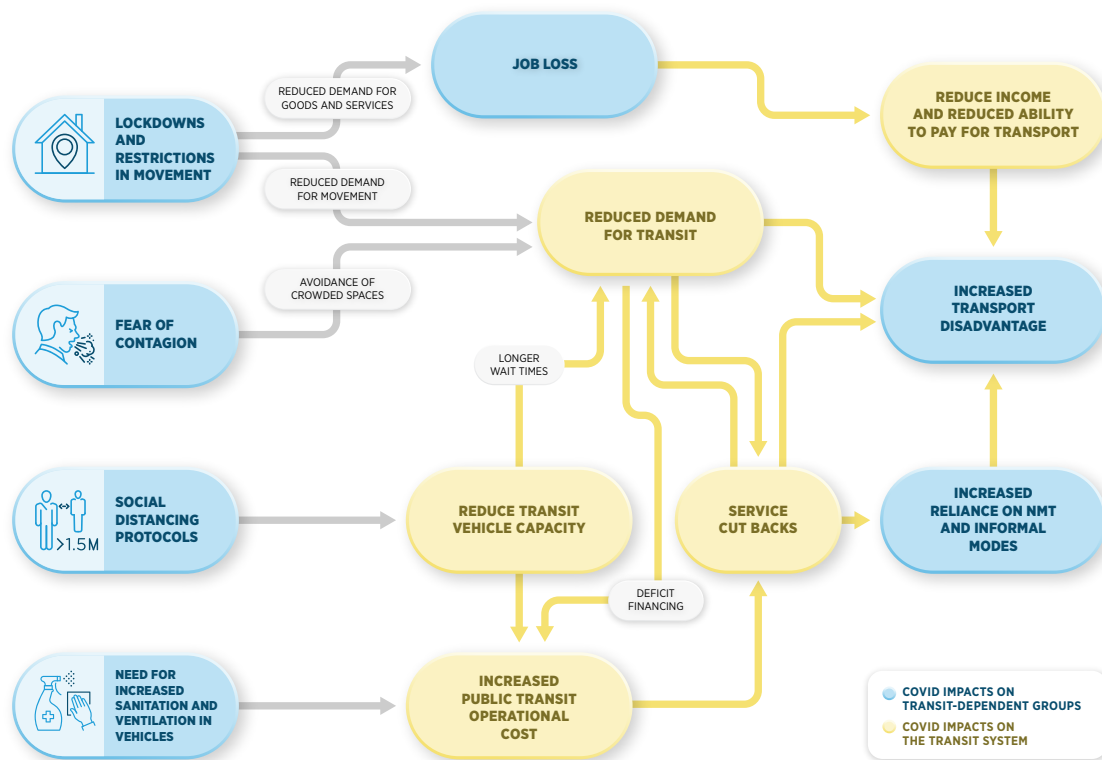 JOB LOSS
REDUCED DEMAND FOR
GOODS AND SERVICES
REDUCE INCOME
AND REDUCED ABILITY
TO PAY FOR TRANSPORT
LOCKDOWNS
AND
RESTRICTIONS
IN MOVEMENT
REDUCED DEMAND
FOR MOVEMENT
REDUCED DEMAND
FOR TRANSIT
AVOIDANCE OF
CROWDED SPACES
INCREASED
TRANSPORT
DISADVANTAGE
FEAR OF
CONTAGION
LONGER
WAIT TIMES
>1.5M
SOCIAL
DISTANCING
PROTOCOLS
REDUCE TRANSIT
VEHICLE CAPACITY
SERVICE
CUT BACKS
INCREASED
RELIANCE ON NMT
AND INFORMAL
MODES
DEFICIT
FINANCING
NEED FOR
INCREASED
SANITATION AND
VENTILATION IN
VEHICLES
INCREASED
PUBLIC TRANSIT
OPERATIONAL
COST
COVID IMPACTS ON
TRANSIT-DEPENDENT GROUPS
COVID IMPACTS ON
THE TRANSIT SYSTEM